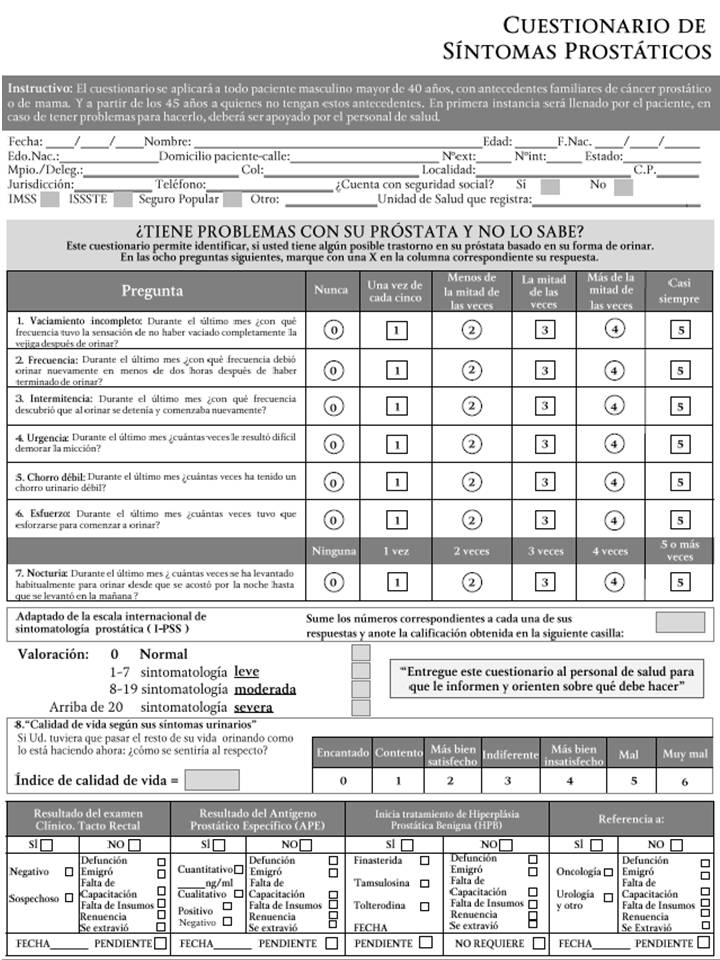 CUESTIONARIO DE
SÍNTOMAS PROSTÁTICOS
Instructivo: El cuestionario se aplicará a todo paciente masculino mayor de 40 años, con antecedentes familiares de cáncer prostático
o de mama. Y a partir de los 45 años a quienes no tengan estos antecedentes. En primera instancia será llenado por el paciente, en
caso de tener problemas para hacerlo, deberá ser apoyado por el personal de salud.
Fecha: ____/____/____Nombre: Edad: F.Nac. ____/____/____
Edo.Nac.: Domicilio paciente-calle: N°ext: N°int: Estado:
Mpio./Deleg.: Col: Localidad: C.P.
Jurisdicción: Teléfono: ¿Cuenta con seguridad social? Sí No
IMSS ISSSTE Seguro Popular Otro: Unidad de Salud que registra:
¿TIENE PROBLEMAS CON SU PRÓSTATA Y NO LO SABE?
Este cuestionario permite identificar, si usted tiene algún posible trastorno en su próstata basado en su forma de orinar.
En las ocho preguntas siguientes, marque con una X en la columna correspondiente su respuesta.
Pregunta
Nunca
Una vez de
cada cinco
Menos de
la mitad de
las veces
La mitad
de las
veces
Más de la
mitad de
las veces
Casi
siempre
1. Vaciamiento incompleto: Durante el último mes ¿con qué
frecuencia tuvo la sensación de no haber vaciado completamente la
vejiga después de orinar?
0 1 2 3 4 5
2. Frecuencia: Durante el último mes ¿con qué frecuencia debió
orinar nuevamente en menos de dos horas después de haber
terminado de orinar?
0 1 2 3 4 5
3. Intermitencia: Durante el último mes ¿con qué frecuencia
descubrió que al orinar se detenía y comenzaba nuevamente?
0 1 2 3 4 5
4. Urgencia: Durante el último mes ¿cuántas veces le resultó difícil
demorar la micción?
0 1 2 3 4 5
5. Chorro débil: Durante el último mes ¿cuántas veces ha tenido un
chorro urinario débil?
0 1 2 3 4 5
6. Esfuerzo: Durante el último mes ¿cuántas veces tuvo que
esforzarse para comenzar a orinar?
0 1 2 3 4 5
Ninguna 1 vez 2 veces 3 veces 4 veces 5 o más
veces
7. Nocturia: Durante el último mes ¿ cuántas veces se ha levantado
habitualmente para orinar desde que se acostó por la noche hasta
que se levantó en la mañana ?
0 1 2 3 4 5
Adaptado de la escala internacional de
sintomatología prostática ( I-PSS )
Sume los números correspondientes a cada una de sus
respuestas y anote la calificación obtenida en la siguiente casilla:
Valoración: 0 Normal
1-7 sintomatología leve
8-19 sintomatología moderada
Arriba de 20 sintomatología severa
"“Entregue este cuestionario al personal de salud para
que le informen y orienten sobre qué debe hacer”
8.“Calidad de vida según sus síntomas urinarios”
Si Ud. tuviera que pasar el resto de su vida orinando como
lo está haciendo ahora: ¿cómo se sentiría al respecto?
Índice de calidad de vida =
Encantado
Contento
Más bien
satisfecho
Indiferente
Más bien
insatisfecho
Mal
Muy mal
0 1 2 3 4 5 6
Resultado del examen
Clínico. Tacto Rectal
SÍ NO
Negativo
Sospechoso
Defunción
Emigró
Falta de
Capacitación
Falta de Insumos
Renuencia
Se extravió
FECHA______ PENDIENTE
Resultado del Antígeno
Prostático Específico (APE)
SÍ NO
Cuantitativo
_____ng/ml
Cualitativo
Positivo
Negativo
Defunción
Emigró
Falta de
Capacitación
Falta de Insumos
Renuencia
Se extravió
FECHA______ PENDIENTE
Inicia tratamiento de Hiperplásia
Prostática Benigna (HPB)
SÍ NO
Finasterida
Tamsulosina
Tolterodina
FECHA
Defunción
Emigró
Falta de
Capacitación
Falta de Insumos
Renuencia
Se extravió
PENDIENTE NO REQUIERE
Referencia a:
SÍ NO
Oncología
Urología
y otro
Defunción
Emigró
Falta de
Capacitación
Falta de Insumos
Renuencia
Se extravió
FECHA______ PENDIENTE